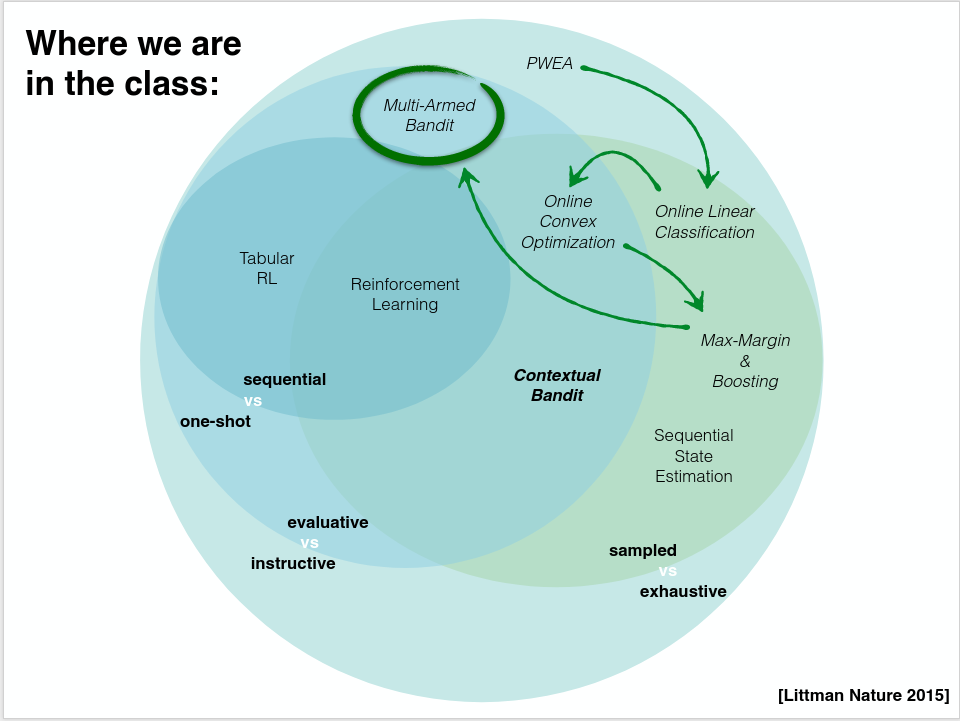 Where we are
in the class:
PWEA
Multi-Armed
Bandit
Online
Convex
Optimization
Online Linear
Classification
Tabular
RL
Reinforcement
Learning
Max-Margin
&
Boosting
sequential
vs
one-shot
Contextual
Bandit
Sequential
State
Estimation
evaluative
vs
instructive
sampled
vs
exhaustive
[Littman Nature 2015]